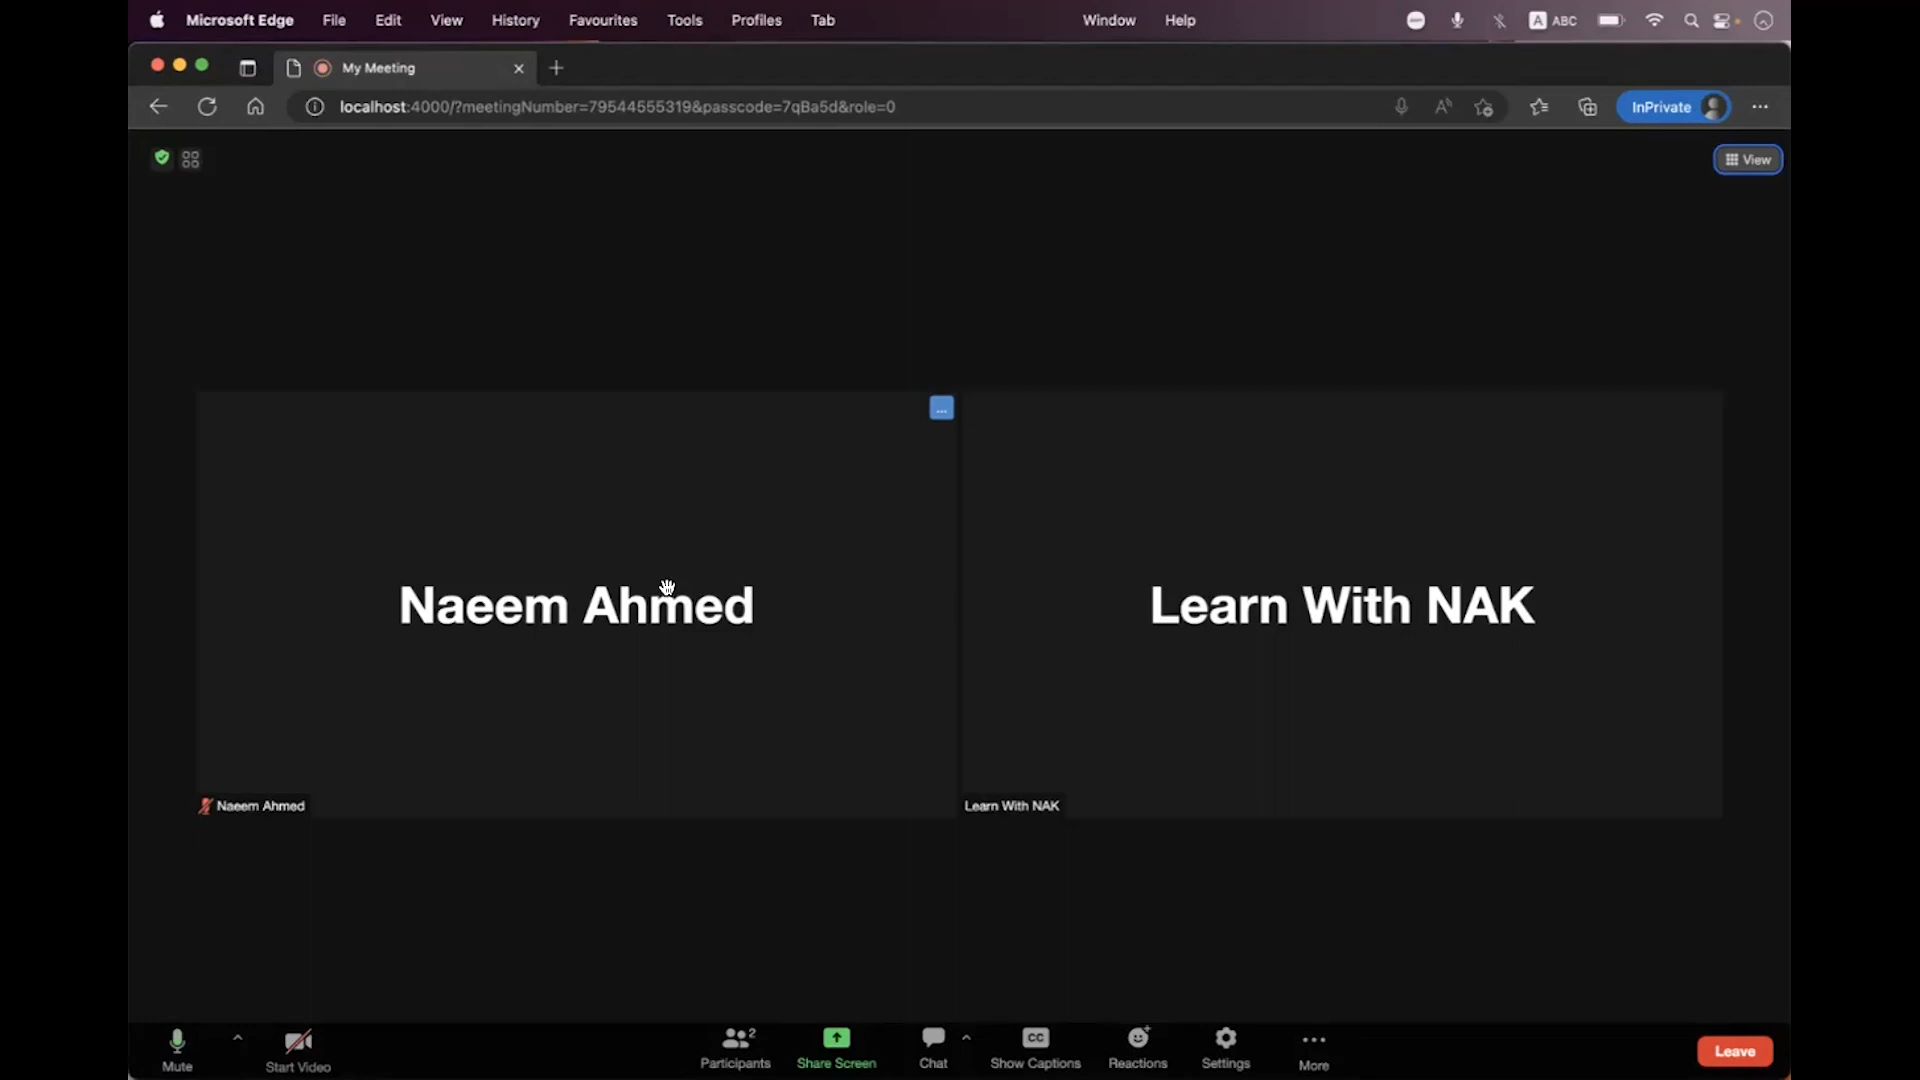 Microsoft Edge File Edit View History Favourites Tools Profiles Tab Window Help A ABC
My Meeting
localhost:4000/?meetingNumber=79544555319&passcode=7qBa5d&role=0 InPrivate
View
...
Naeem Ahmed Learn With NAK
Naeem Ahmed Learn With NAK
2 CC
Mute Start Video Participants Share Screen Chat Show Captions Reactions Settings More Leave